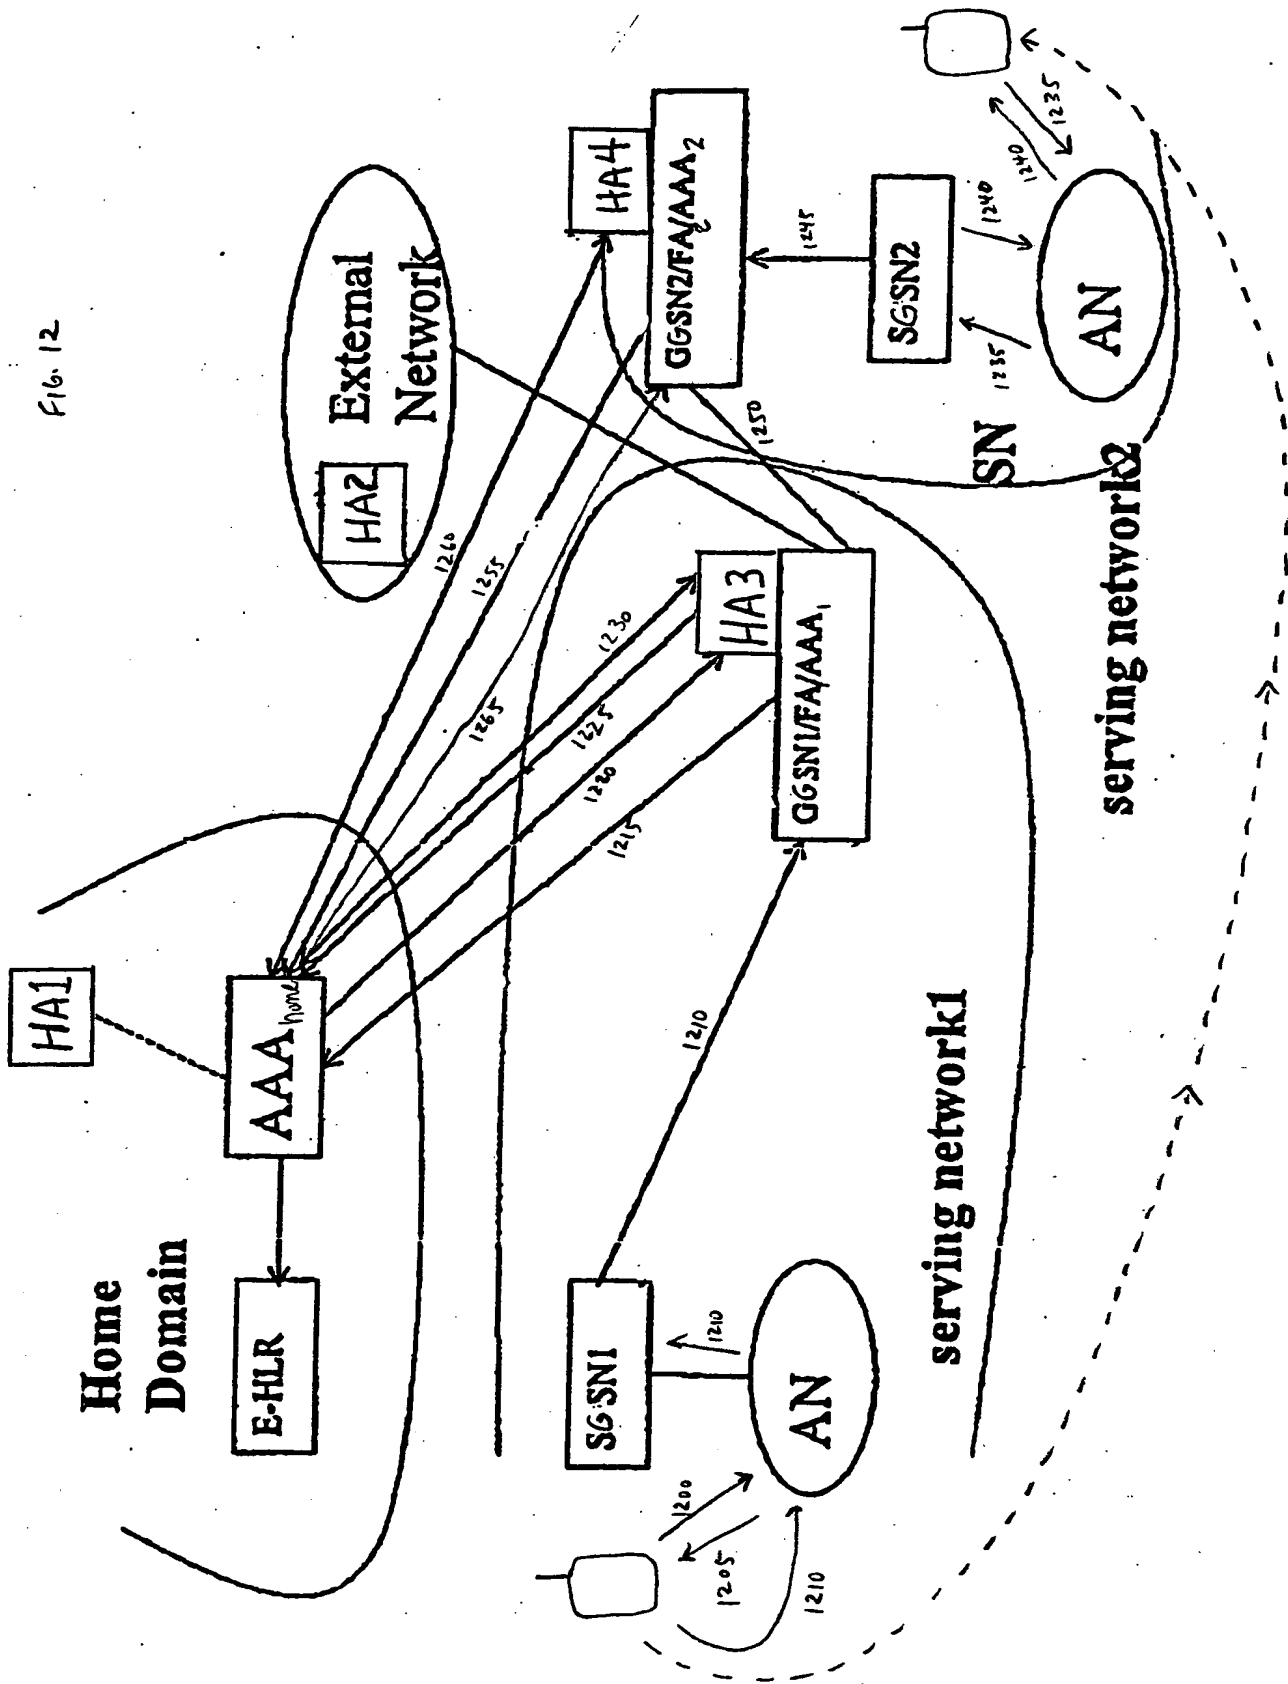 FIG. 12
HA1
Home
Domain
E-HLR
AAA home
External
Network
HA2
1260
1255
1265
1230
1225
1220
1215
HA4
GGSN2/FA/AAA2
2
1245
1250
SGSN2
1240
1235
AN
SN
1240
1235
serving network2
HA3
GGSN1/FA/AAA1
1210
SGSN1
1210
AN
1200
1205
1210
serving network1